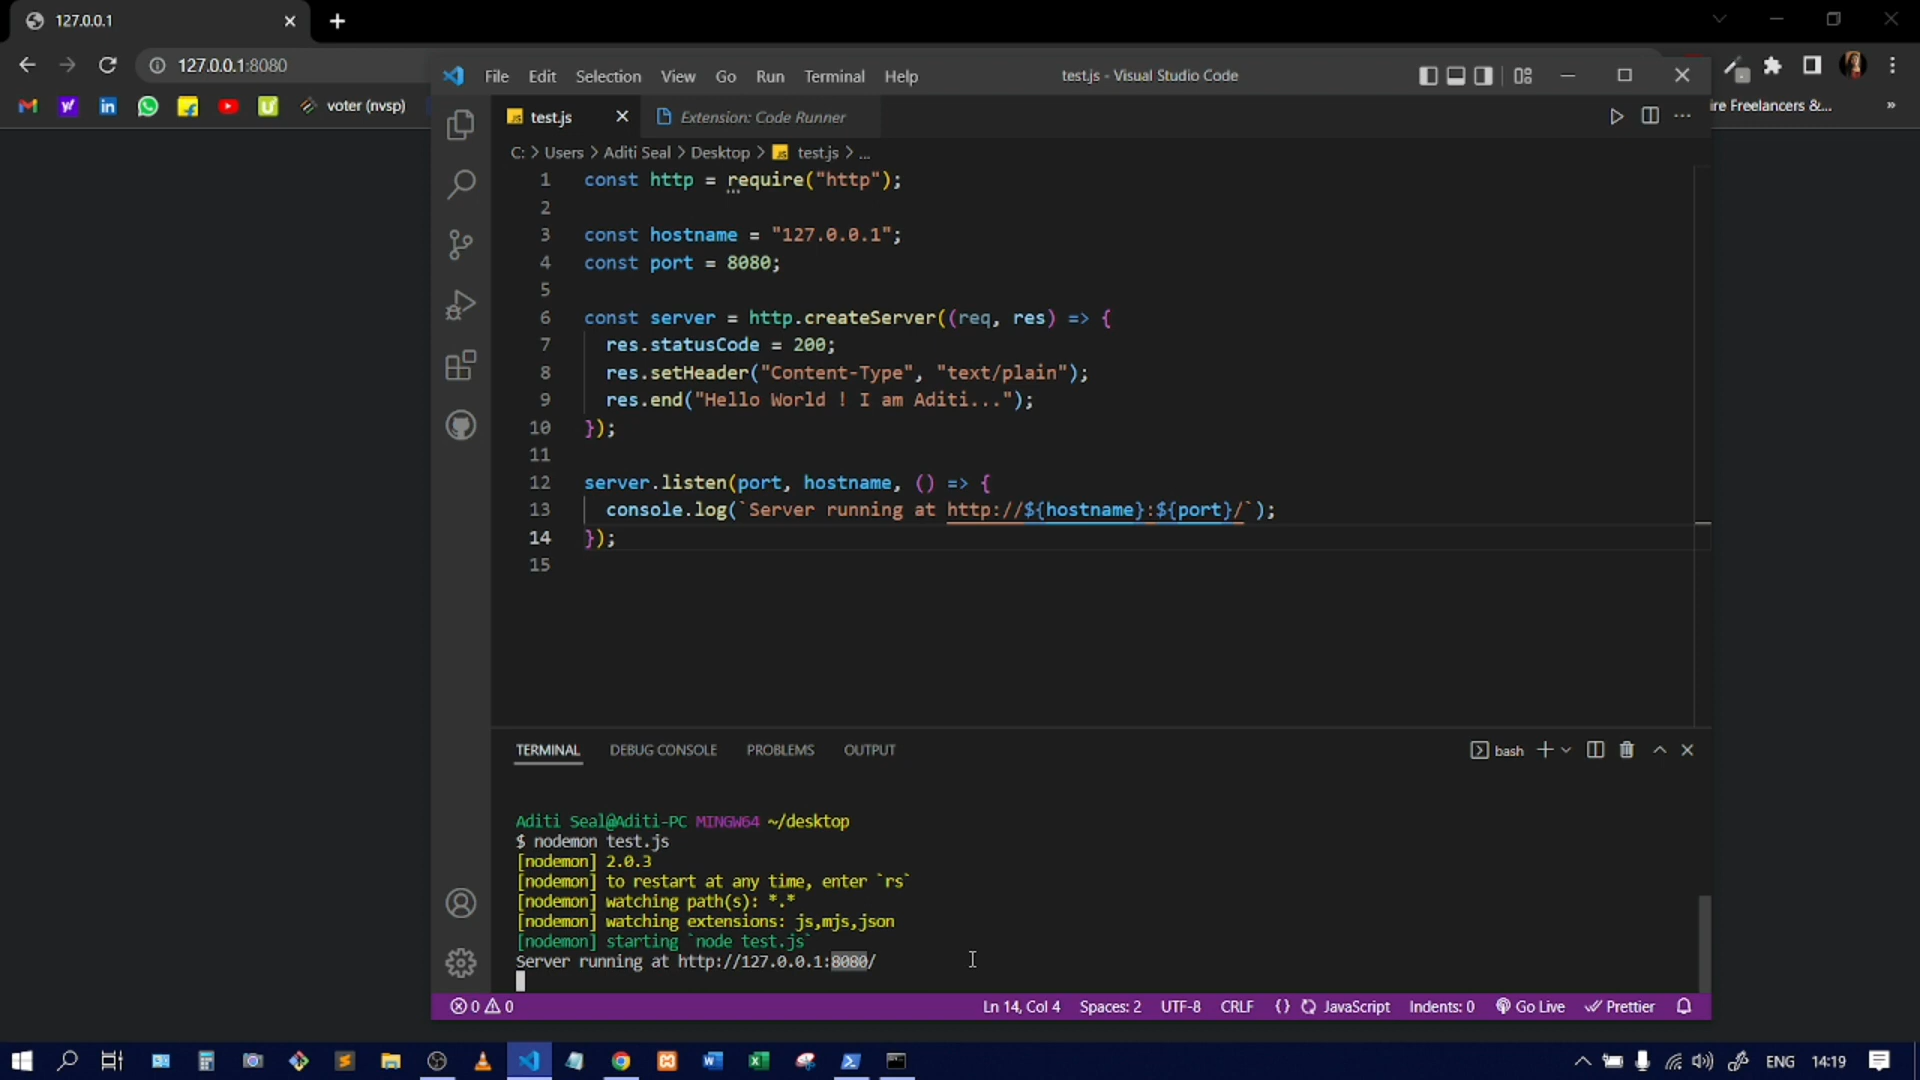 127.0.0.1
127.0.0.1:8080
voter (nvsp)
ire Freelancers &...
»
File Edit Selection View Go Run Terminal Help
test.js - Visual Studio Code
test.js
Extension: Code Runner
C: > Users > Aditi Seal > Desktop > test.js > ...
1 const http = require("http");
2
3 const hostname = "127.0.0.1";
4 const port = 8080;
5
6 const server = http.createServer((req, res) => {
7 res.statusCode = 200;
8 res.setHeader("Content-Type", "text/plain");
9 res.end("Hello World ! I am Aditi...");
10 });
11
12 server.listen(port, hostname, () => {
13 console.log(`Server running at http://${hostname}:${port}/`);
14 });
15
TERMINAL DEBUG CONSOLE PROBLEMS OUTPUT
bash
Aditi Seal@Aditi-PC MINGW64 ~/desktop
$ nodemon test.js
[nodemon] 2.0.3
[nodemon] to restart at any time, enter `rs`
[nodemon] watching path(s): *.*
[nodemon] watching extensions: js,mjs,json
[nodemon] starting `node test.js`
Server running at http://127.0.0.1:8080/
0 0 Ln 14, Col 4 Spaces: 2 UTF-8 CRLF {} JavaScript Indents: 0 Go Live Prettier
ENG 14:19